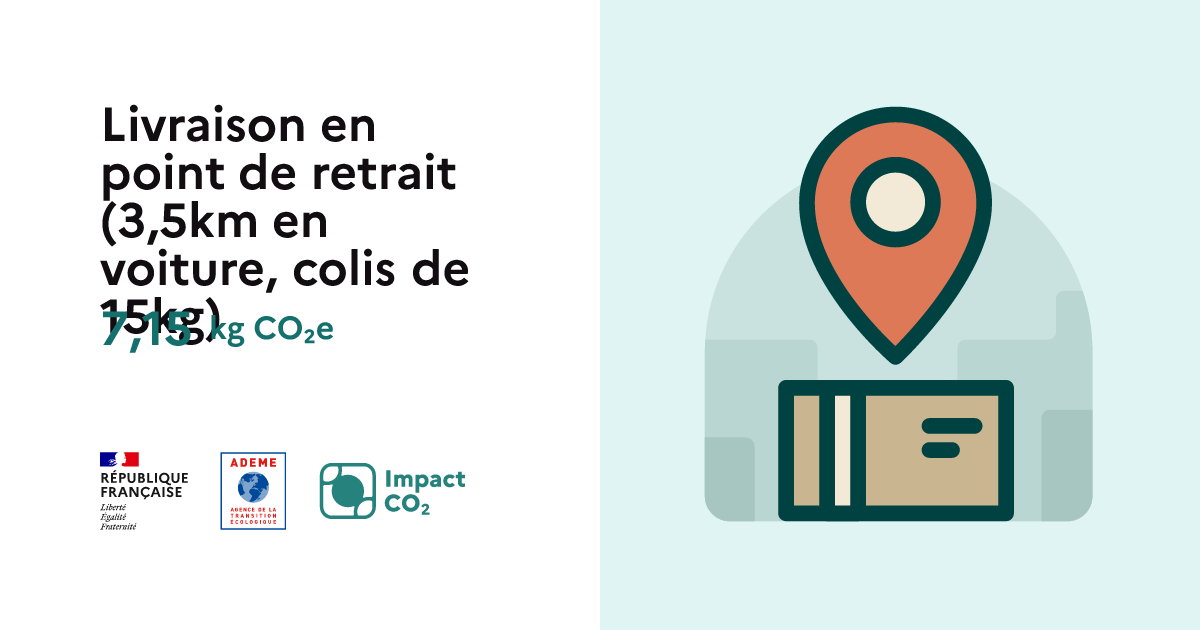 Livraison en
point de retrait
(3,5km en
voiture, colis de
15kg)
7,15 kg CO₂e
RÉPUBLIQUE
FRANÇAISE
Liberté
Égalité
Fraternité
ADEME
AGENCE DE LA
TRANSITION
ÉCOLOGIQUE
Impact
CO₂